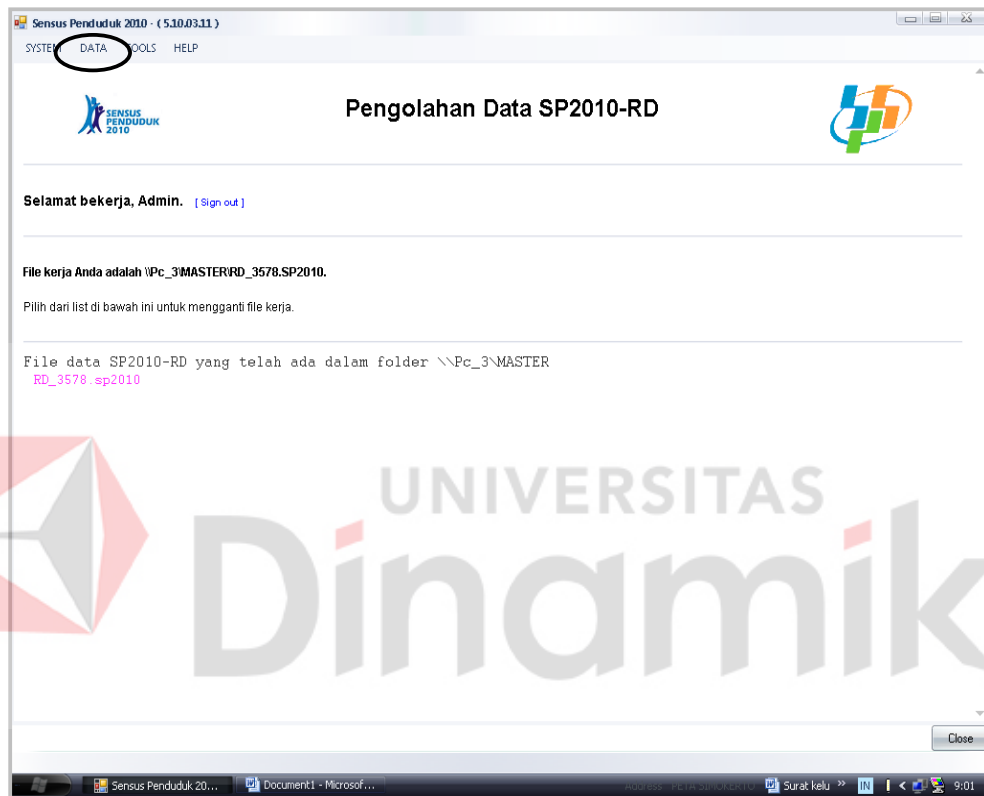 Sensus Penduduk 2010 - ( 5.10.03.11 )
SYSTEM DATA TOOLS HELP
SENSUS
PENDUDUK
2010
Pengolahan Data SP2010-RD
Selamat bekerja, Admin. [ Sign out ]
File kerja Anda adalah \\Pc_3\MASTER\RD_3578.SP2010.
Pilih dari list di bawah ini untuk mengganti file kerja.
File data SP2010-RD yang telah ada dalam folder \\Pc_3\MASTER
RD_3578.sp2010
UNIVERSITAS
Dinamik
Close
Sensus Penduduk 20... Document1 - Microsof... Address PETA SIMOKERTO Surat kelu » IN < 9:01